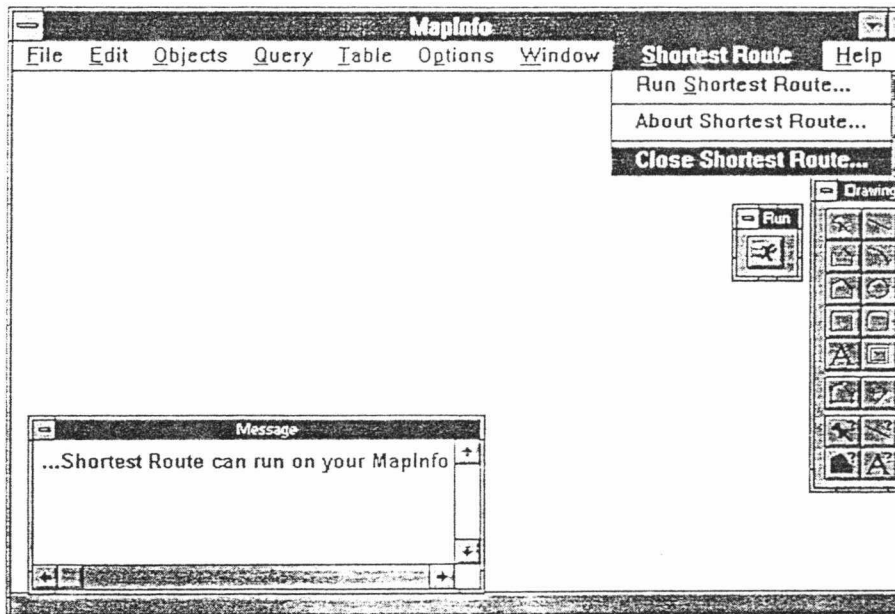 MapInfo
File Edit Objects Query Table Options Window Shortest Route Help
Run Shortest Route...
About Shortest Route...
Close Shortest Route...
Drawing
Run
A
A?
Message
...Shortest Route can run on your MapInfo